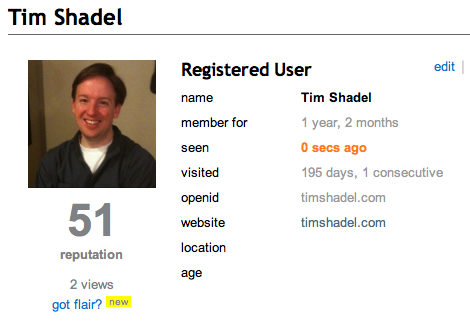 Tim Shadel
Registered User
edit |
name Tim Shadel
member for 1 year, 2 months
seen 0 secs ago
visited 195 days, 1 consecutive
openid timshadel.com
website timshadel.com
location
age
51
reputation
2 views
got flair? new